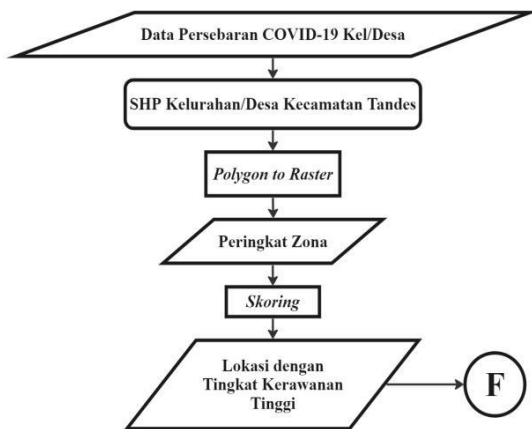 Data Persebaran COVID-19 Kel/Desa
SHP Kelurahan/Desa Kecamatan Tandes
Polygon to Raster
Peringkat Zona
Skoring
Lokasi dengan
Tingkat Kerawanan
Tinggi
F